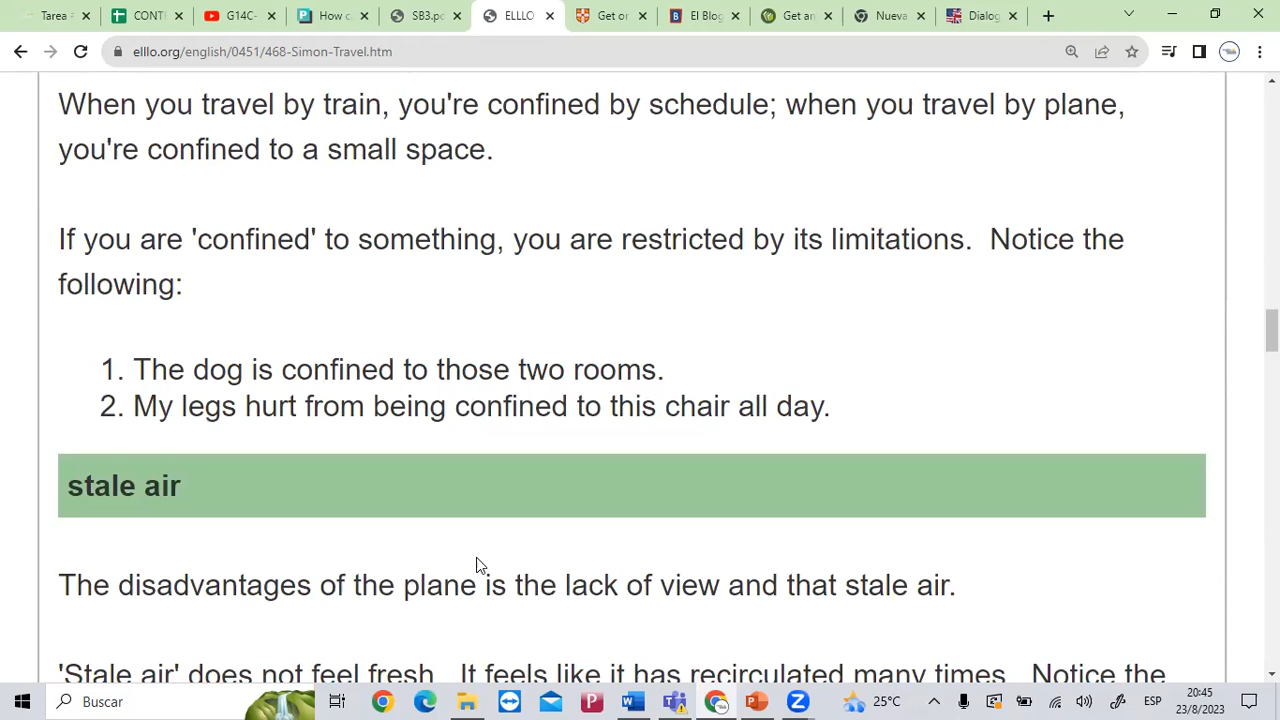 Tarea
CONTF
G14C-
How c
SB3.pc
ELLLO
Get or
El Blog
Get an
Nueva
Dialog
elllo.org/english/0451/468-Simon-Travel.htm
When you travel by train, you're confined by schedule; when you travel by plane,
you're confined to a small space.
If you are 'confined' to something, you are restricted by its limitations.  Notice the
following:
1. The dog is confined to those two rooms.
2. My legs hurt from being confined to this chair all day.
stale air
The disadvantages of the plane is the lack of view and that stale air.
'Stale air' does not feel fresh.  It feels like it has recirculated many times.  Notice the
Buscar
25°C
ESP
20:45
23/8/2023